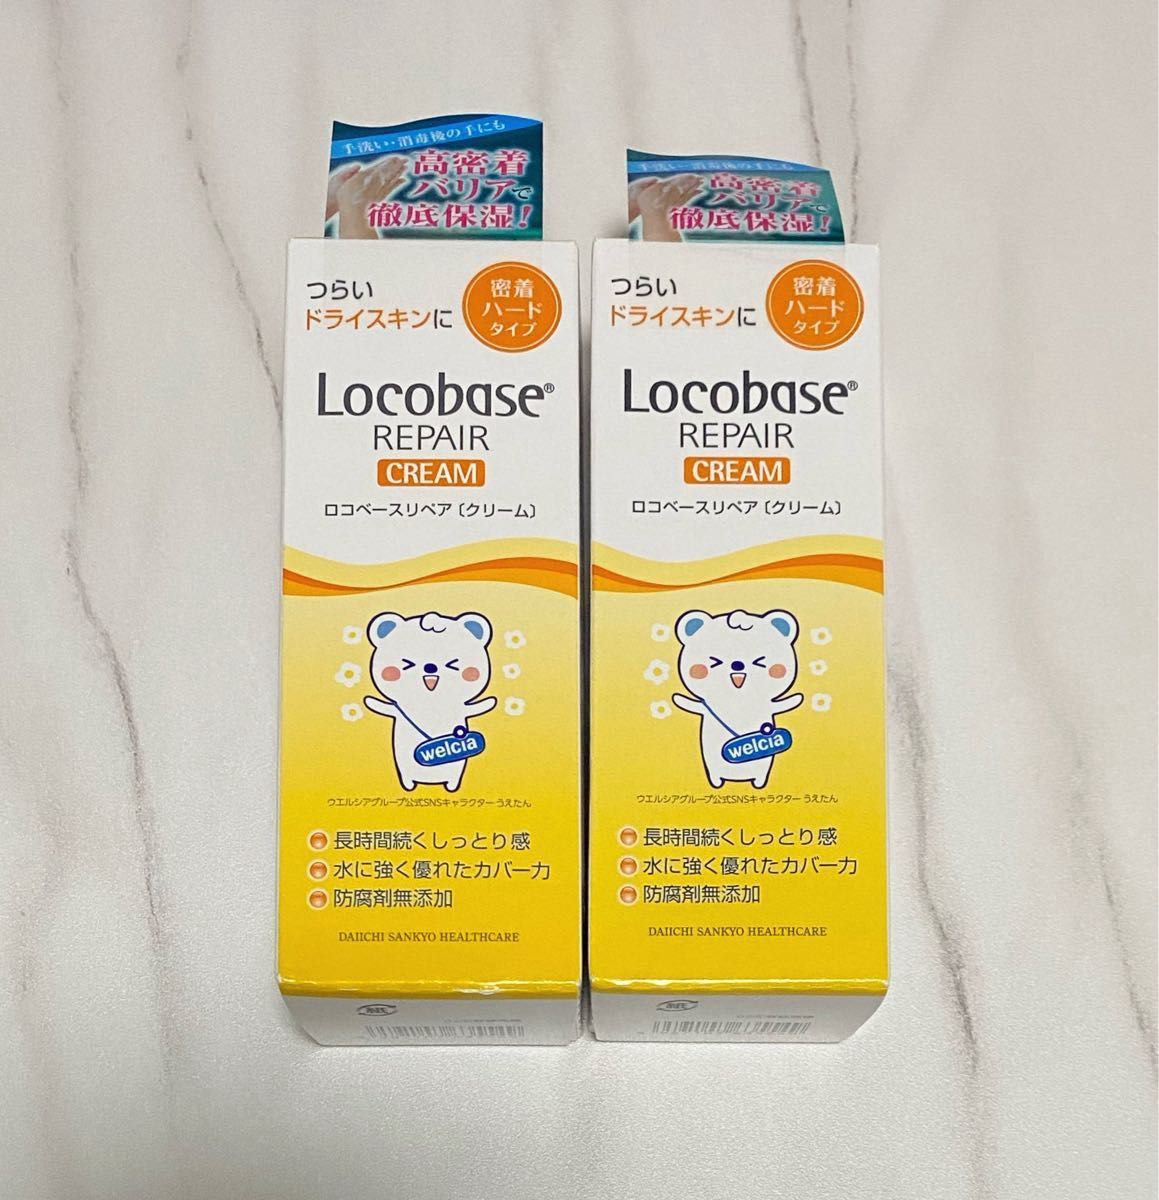 手洗い・消毒後の手にも
高密着
バリアで
徹底保湿!
つらい
ドライスキンに
密着
ハード
タイプ
Locobase®
REPAIR
CREAM
ロコベースリペア〔クリーム〕
welcia
ウエルシアグループ公式SNSキャラクター うえたん
長時間続くしっとり感
水に強く優れたカバー力
防腐剤無添加
DAIICHI SANKYO HEALTHCARE
手洗い・消毒後の手にも
高密着
バリアで
徹底保湿!
つらい
ドライスキンに
密着
ハード
タイプ
Locobase®
REPAIR
CREAM
ロコベースリペア〔クリーム〕
welcia
ウエルシアグループ公式SNSキャラクター うえたん
長時間続くしっとり感
水に強く優れたカバー力
防腐剤無添加
DAIICHI SANKYO HEALTHCARE